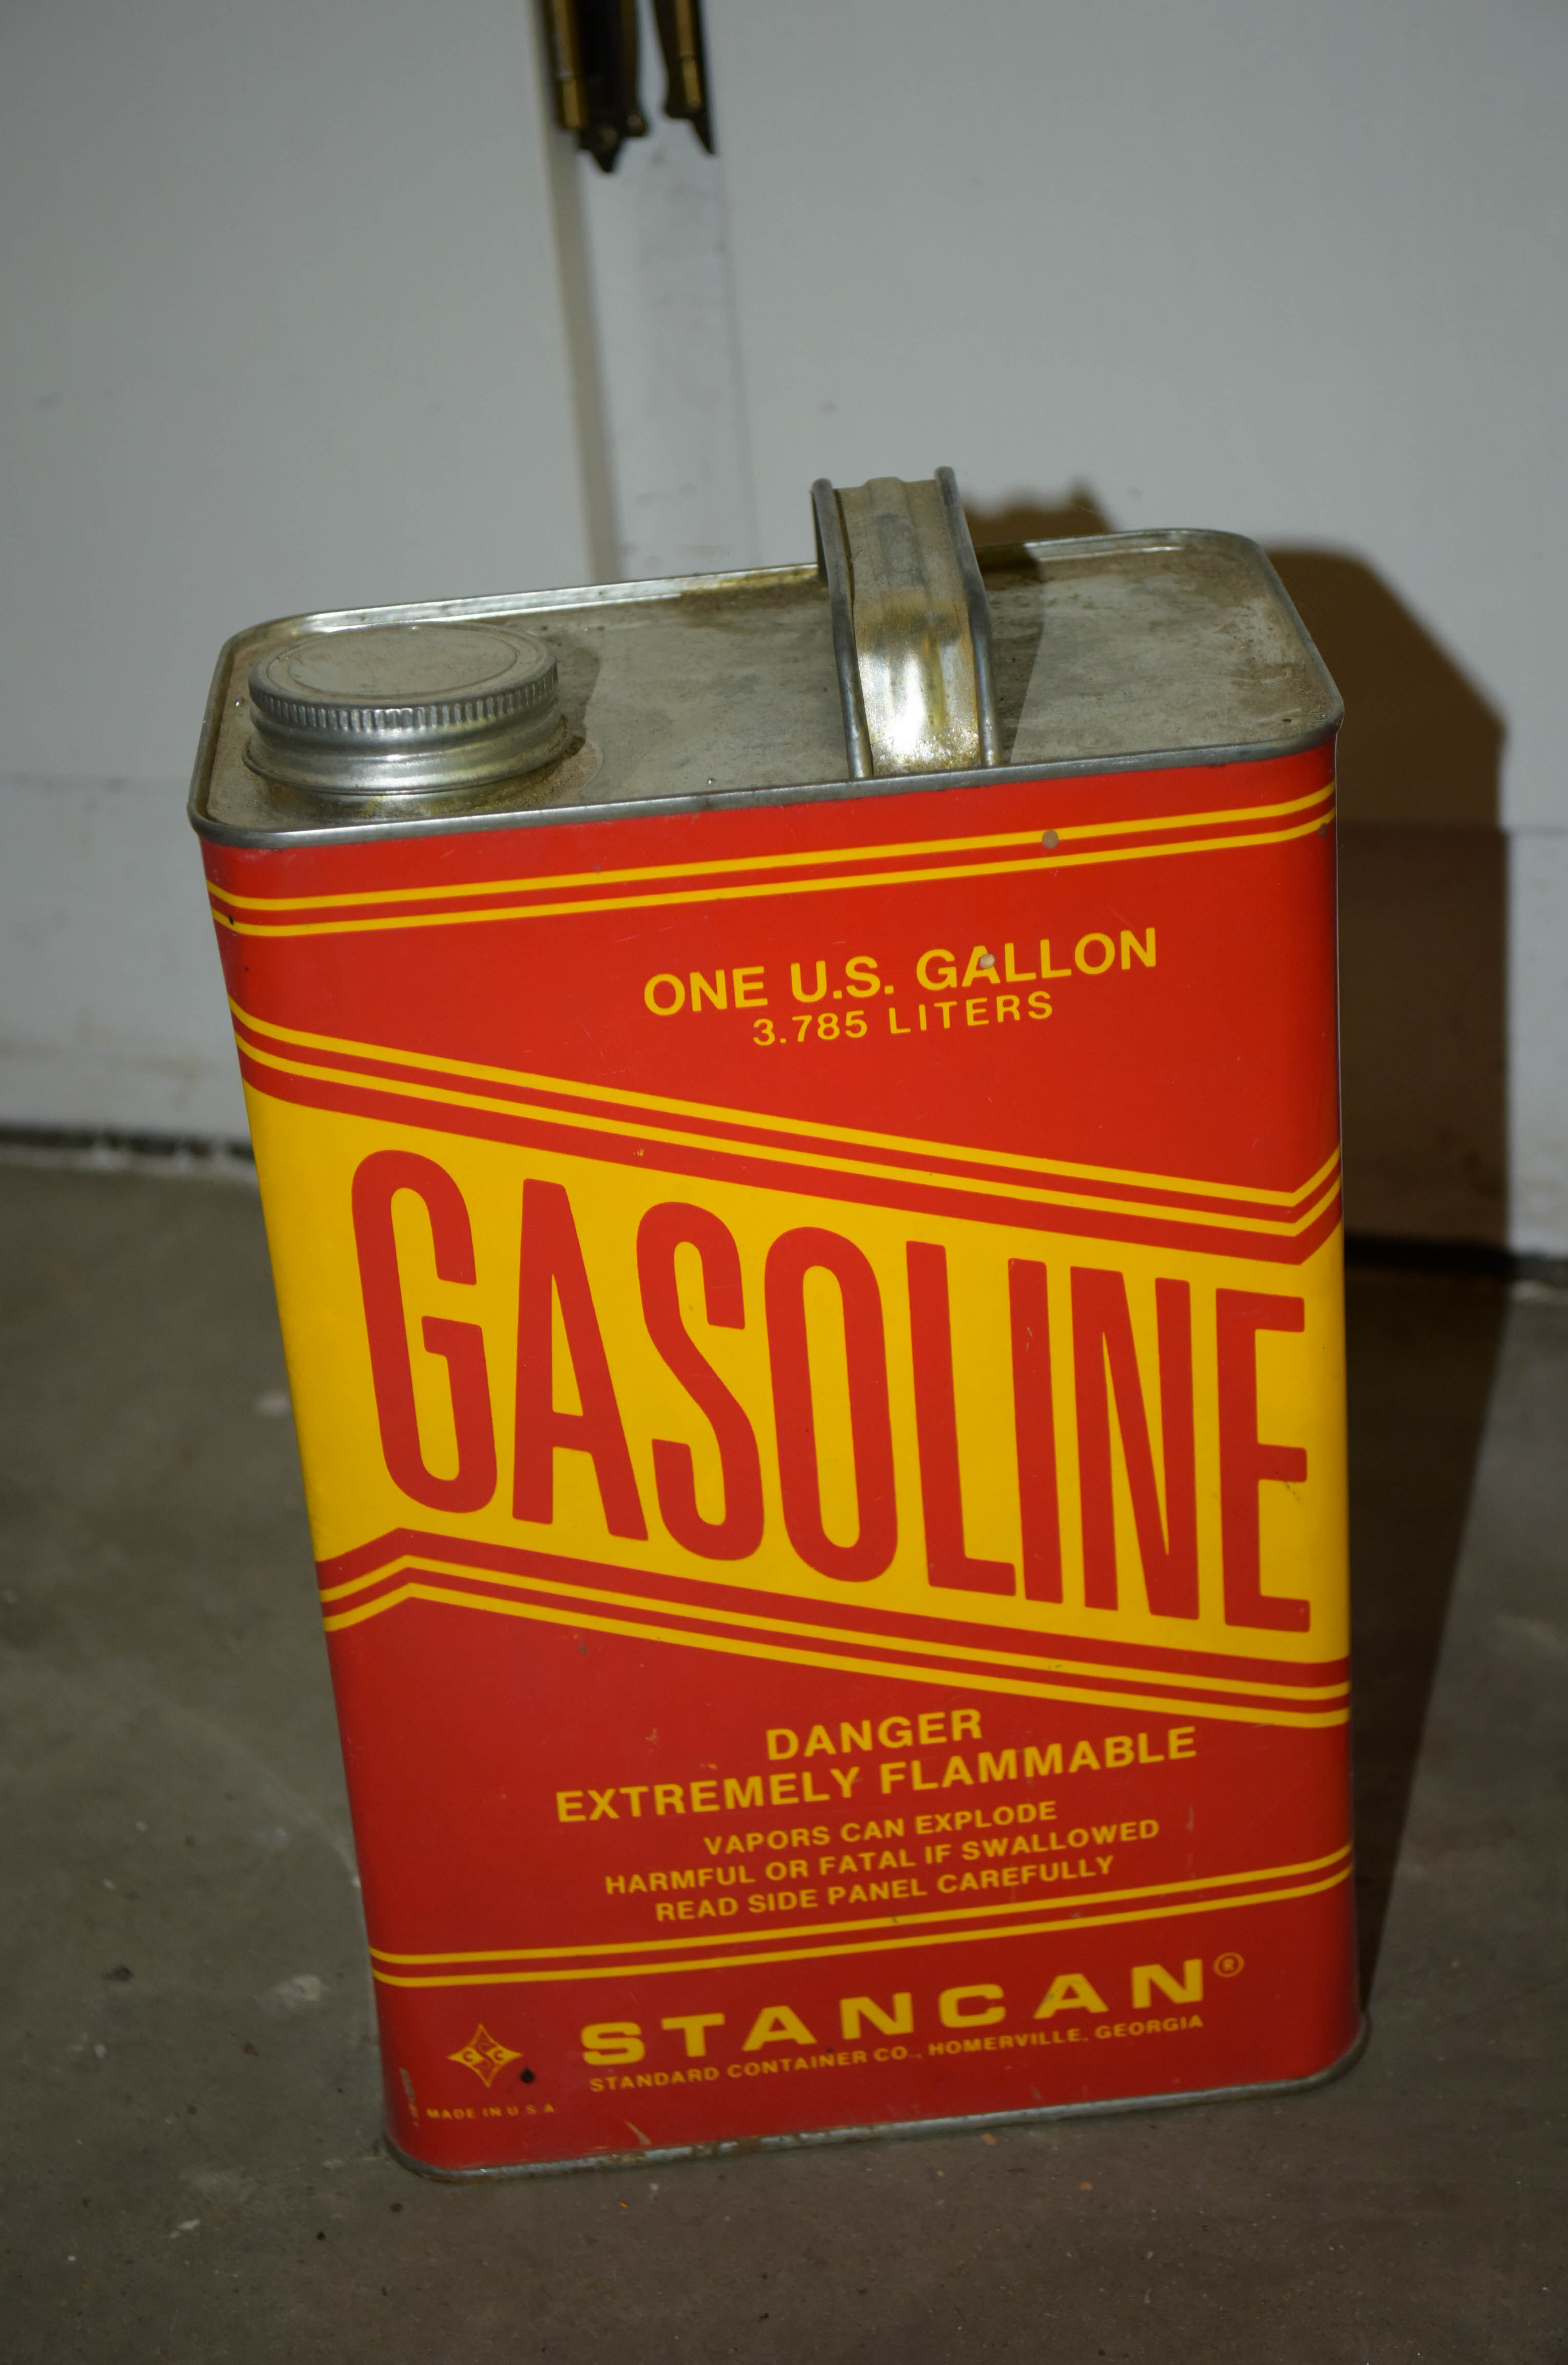 ONE U.S. GALLON
3.785 LITERS
GASOLINE
DANGER
EXTREMELY FLAMMABLE
VAPORS CAN EXPLODE
HARMFUL OR FATAL IF SWALLOWED
READ SIDE PANEL CAREFULLY
STANCAN®
STANDARD CONTAINER CO., HOMERVILLE, GEORGIA
CSC
MADE IN U.S.A